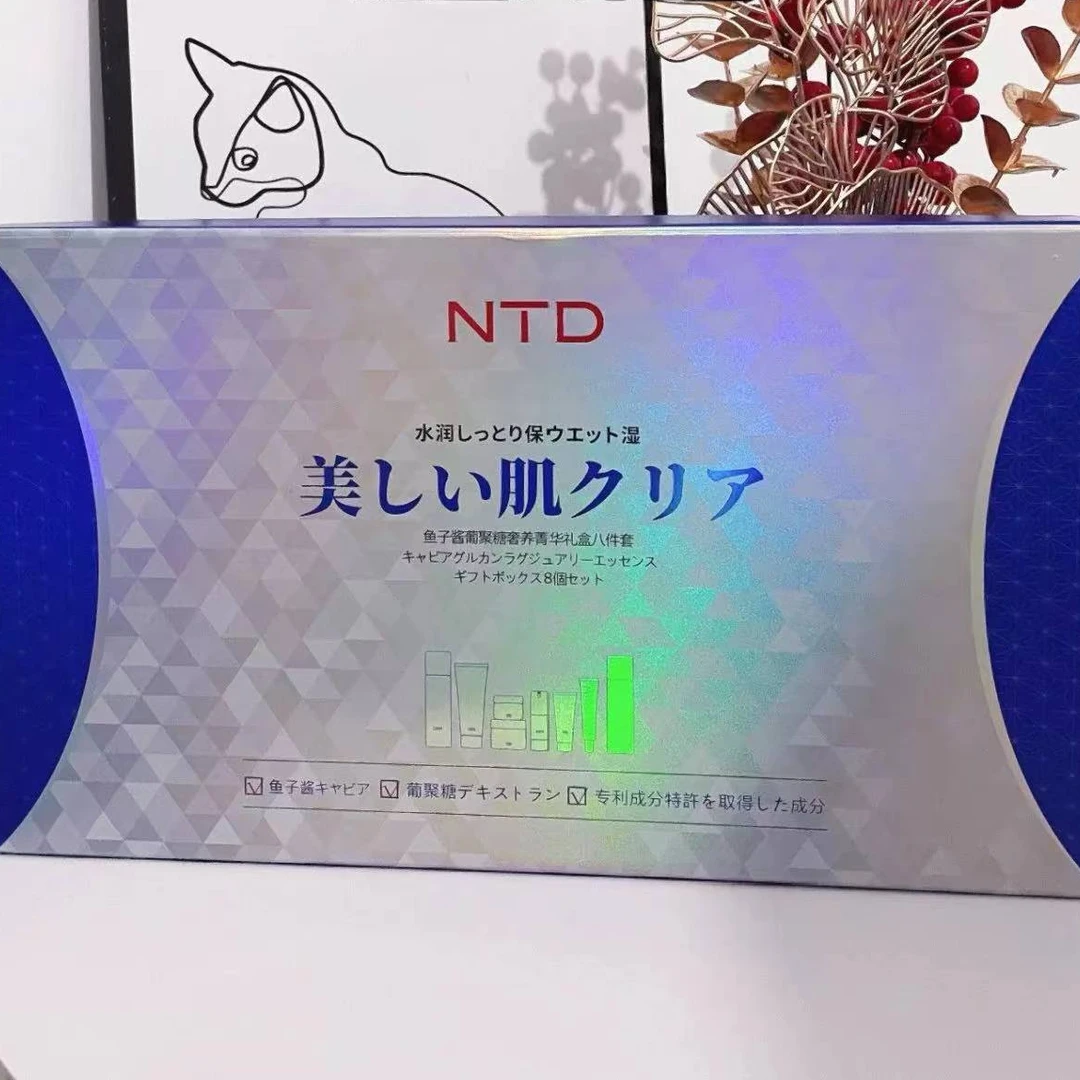 NTD
水润しっとり保ウエット湿
美しい肌クリア
鱼子酱葡聚糖奢养菁华礼盒八件套
キャビアグルカンラグジュアリーエッセンス
ギフトボックス8個セット
鱼子酱キャビア 葡聚糖デキストラン 专利成分特許を取得した成分